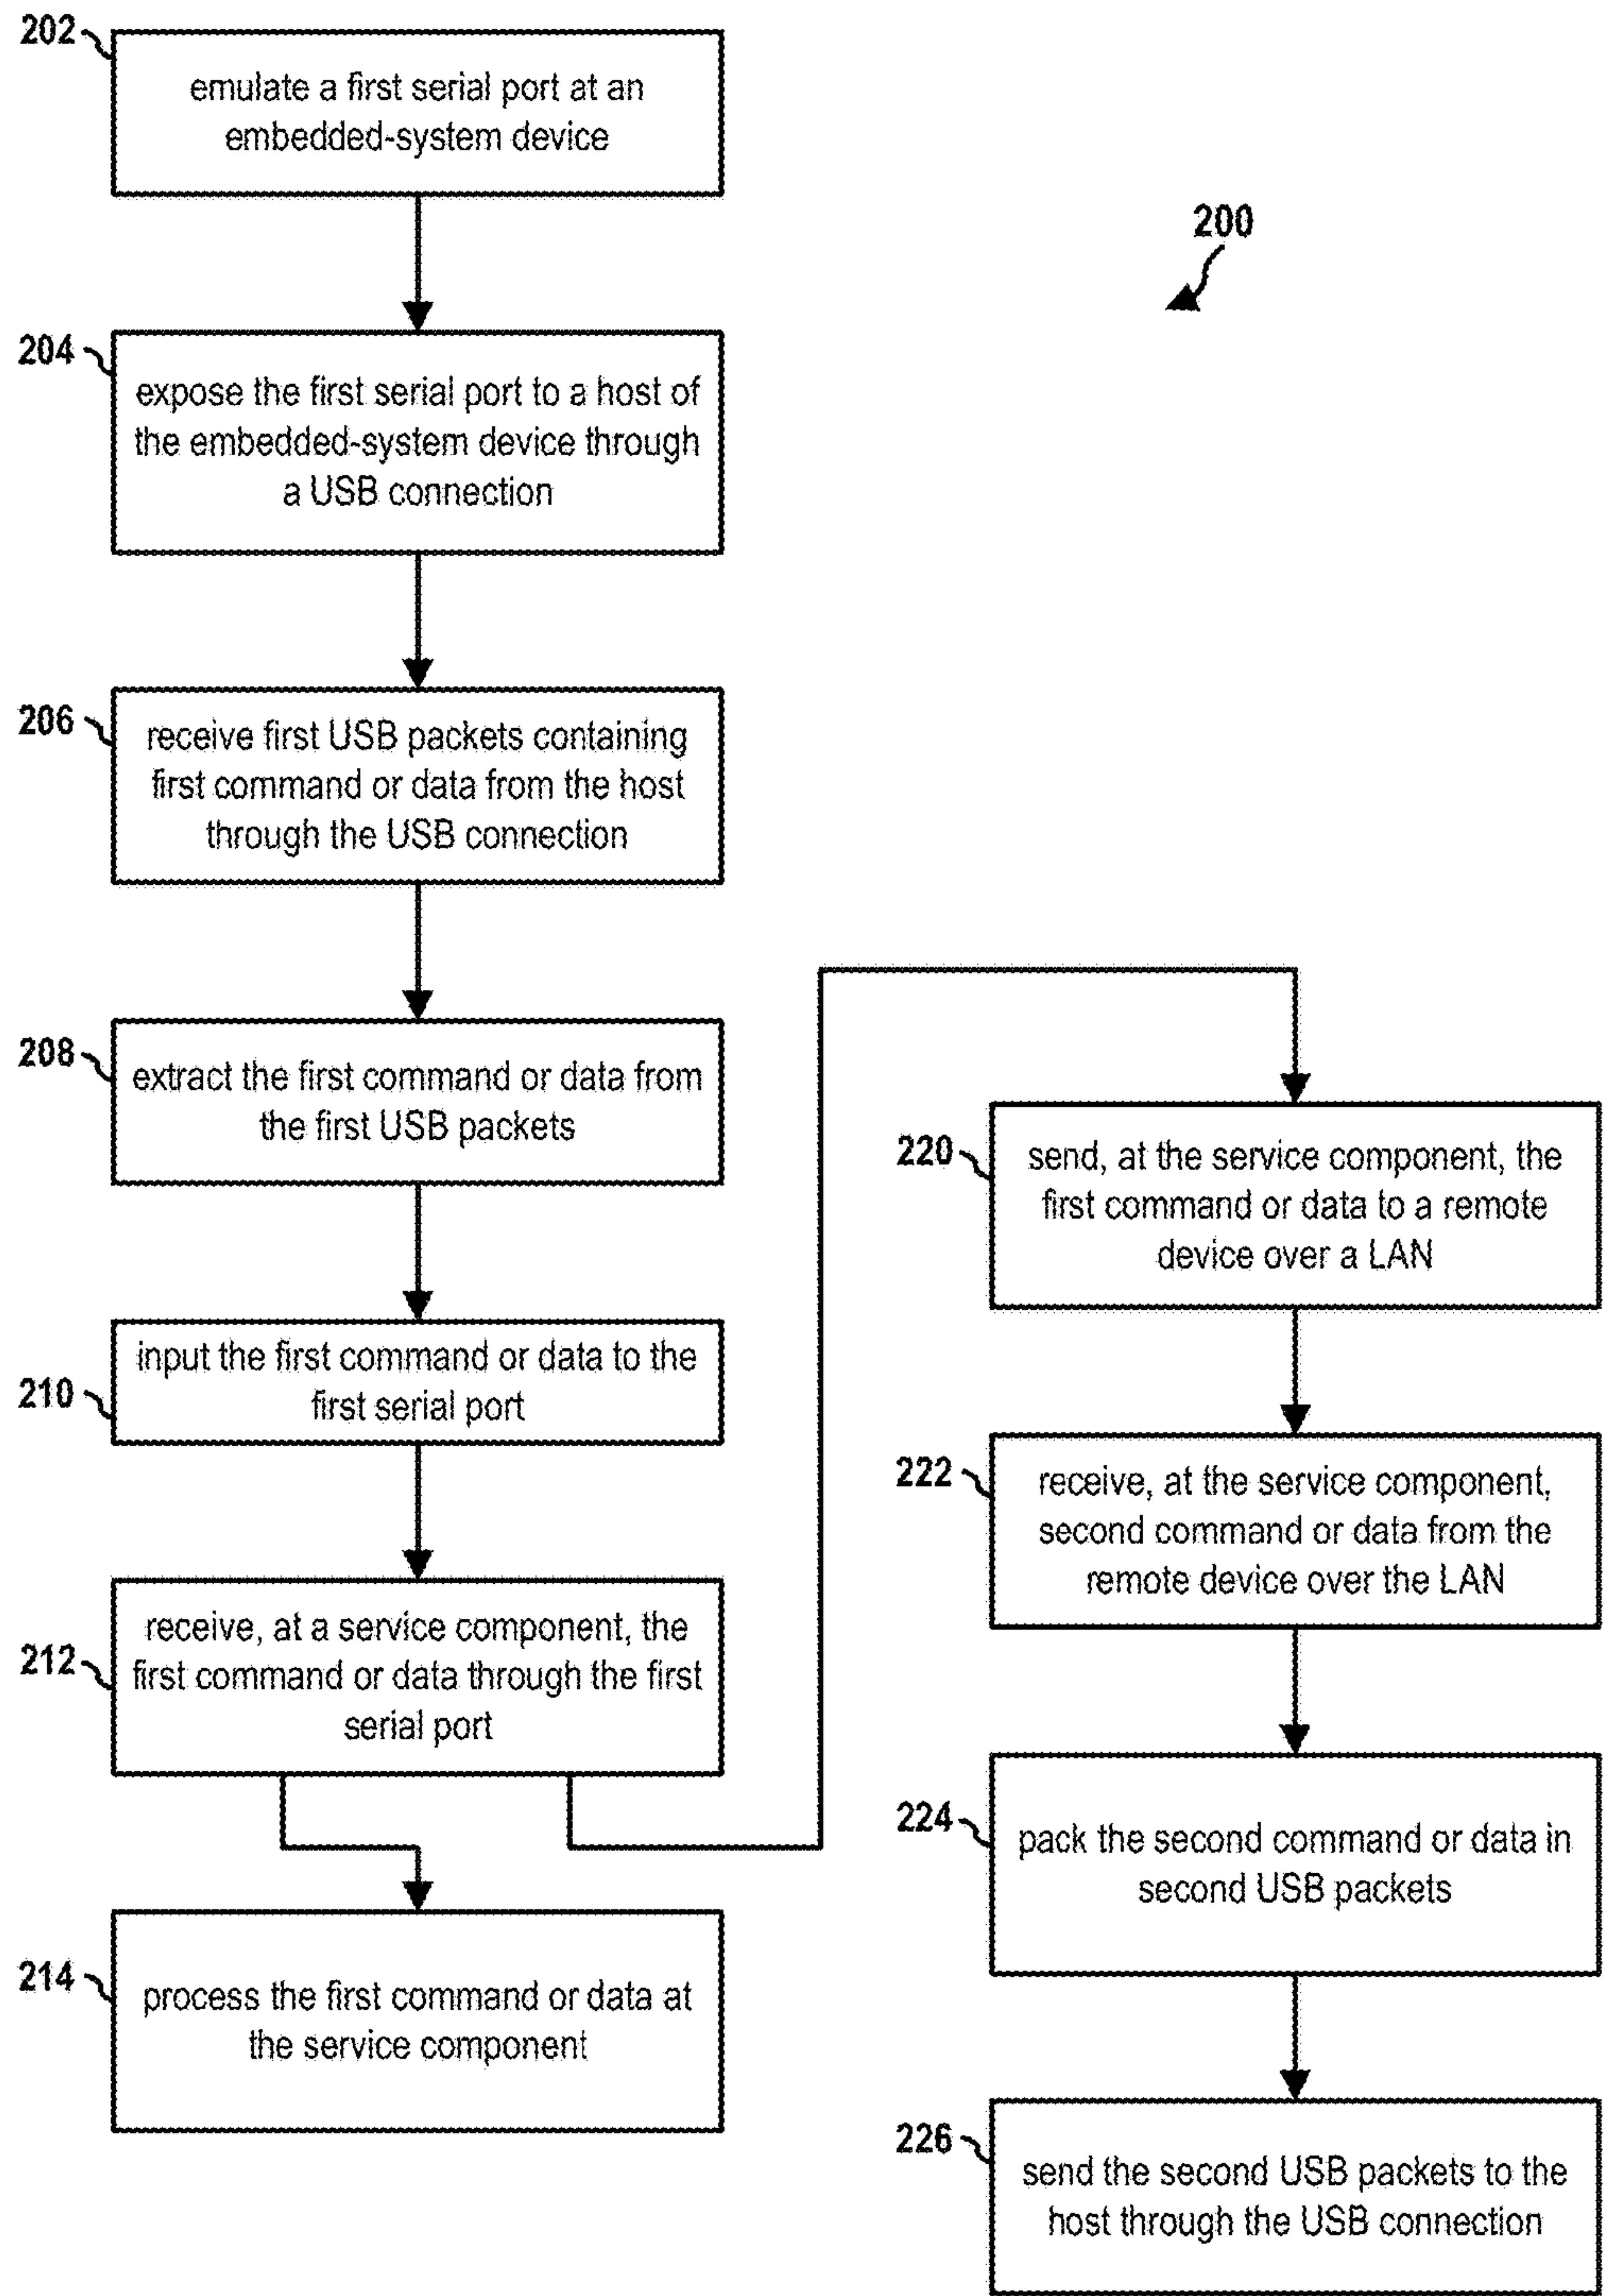 202
emulate a first serial port at an
embedded-system device
200
204
expose the first serial port to a host of
the embedded-system device through
a USB connection
206
receive first USB packets containing
first command or data from the host
through the USB connection
208
extract the first command or data from
the first USB packets
210
input the first command or data to the
first serial port
212
receive, at a service component, the
first command or data through the first
serial port
214
process the first command or data at
the service component
220
send, at the service component, the
first command or data to a remote
device over a LAN
222
receive, at the service component,
second command or data from the
remote device over the LAN
224
pack the second command or data in
second USB packets
226
send the second USB packets to the
host through the USB connection